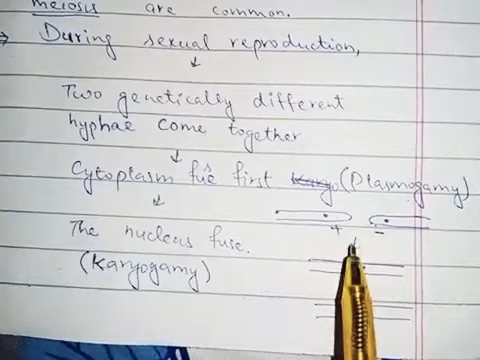 meiosis are common.
→ During sexual reproduction,
↓
Two genetically different
hyphae come together
↓
Cytoplasm fuse first (Plasmogamy)
↓
+ -
The nucleus fuse.
(Karyogamy)